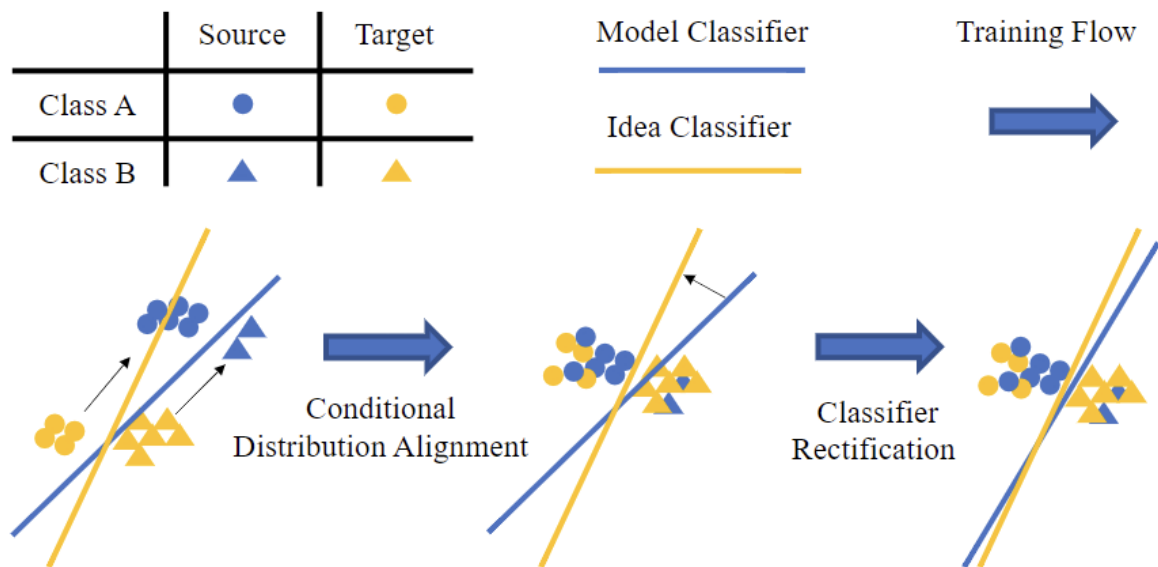 Source Target
Class A
Class B
Model Classifier
Idea Classifier
Training Flow
Conditional
Distribution Alignment
Classifier
Rectification